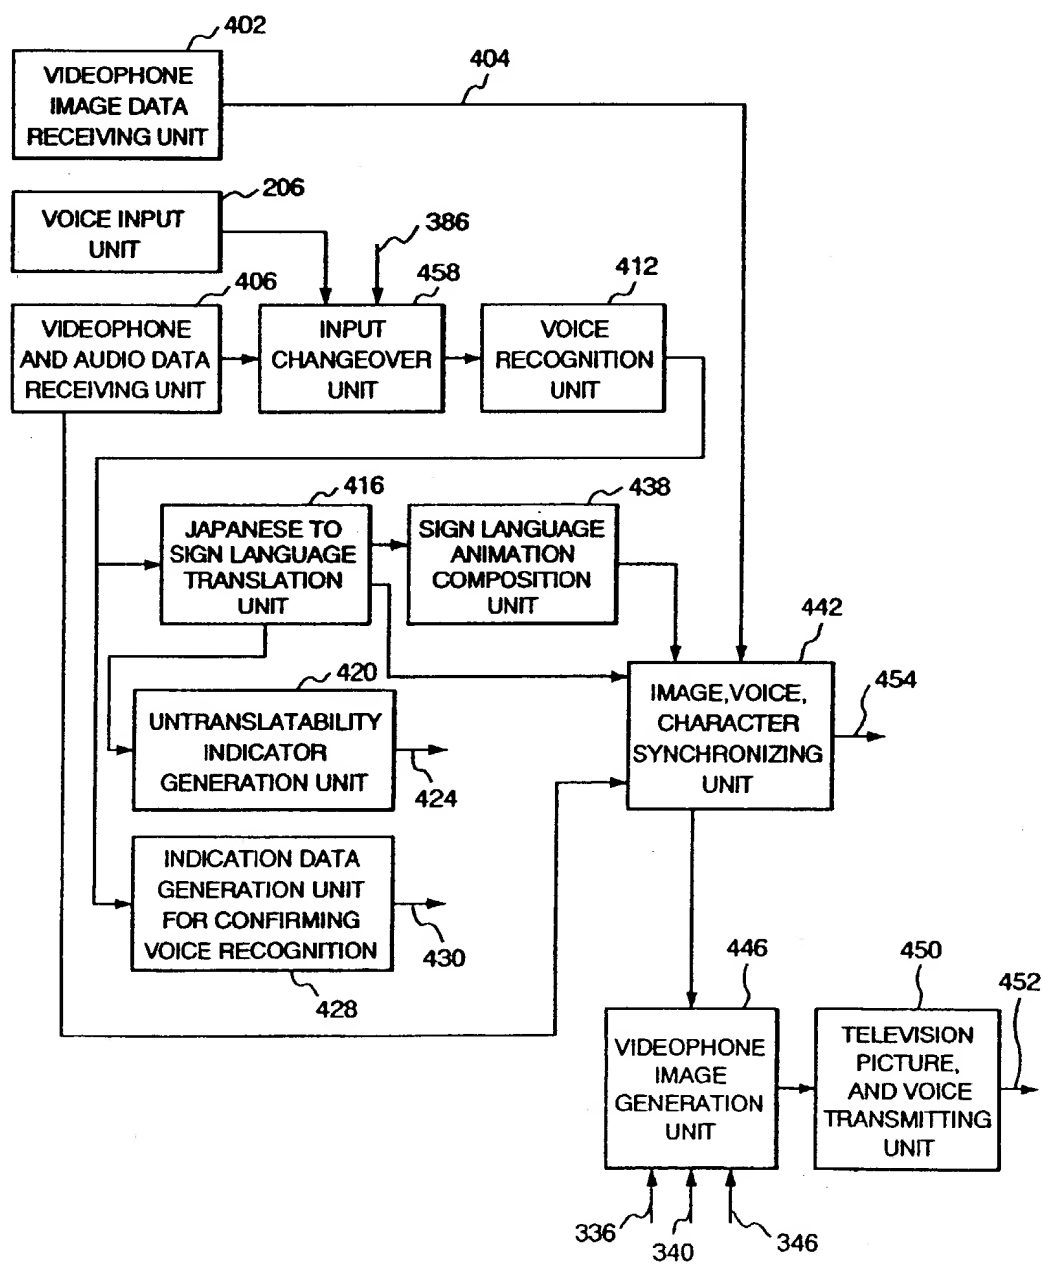 402
VIDEOPHONE
IMAGE DATA
RECEIVING UNIT
404
206
VOICE INPUT
UNIT
386
406
VIDEOPHONE
AND AUDIO DATA
RECEIVING UNIT
458
INPUT
CHANGEOVER
UNIT
412
VOICE
RECOGNITION
UNIT
416
JAPANESE TO
SIGN LANGUAGE
TRANSLATION
UNIT
438
SIGN LANGUAGE
ANIMATION
COMPOSITION
UNIT
442
IMAGE,VOICE,
CHARACTER
SYNCHRONIZING
UNIT
454
420
UNTRANSLATABILITY
INDICATOR
GENERATION UNIT
424
INDICATION DATA
GENERATION UNIT
FOR CONFIRMING
VOICE RECOGNITION
430
428
446
VIDEOPHONE
IMAGE
GENERATION
UNIT
450
TELEVISION
PICTURE,
AND VOICE
TRANSMITTING
UNIT
452
336
340
346